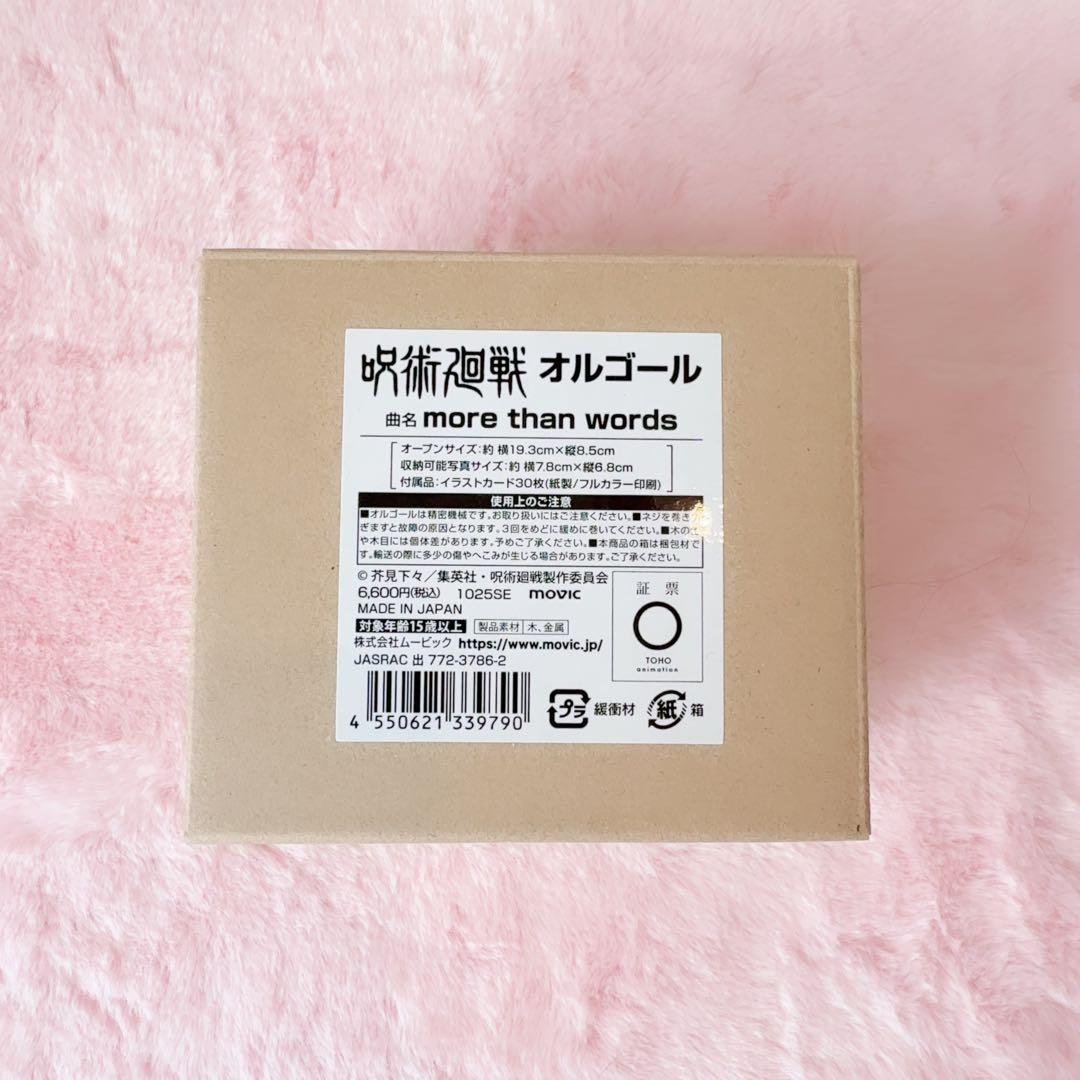 呪術廻戦 オルゴール
曲名 more than words
オープンサイズ:約 横19.3cm×縦8.5cm
収納可能写真サイズ:約 横7.8cm×縦6.8cm
付属品:イラストカード30枚(紙製/フルカラー印刷)
使用上のご注意
■オルゴールは精密機械です。お取り扱いにはご注意ください。■ネジを巻き
ぎますと故障の原因となります。3回をめどに緩めに巻いてください。■木の
や木目には個体差があります。予めご了承ください。■本商品の箱は梱包材で
す。輸送の際に多少の傷やへこみが生じる場合があります。ご了承ください。
© 芥見下々/集英社・呪術廻戦製作委員会
6,600円(税込) 1025SE movic
MADE IN JAPAN
対象年齢15歳以上 製品素材 木、金属
株式会社ムービック https://www.movic.jp/
JASRAC 出 772-3786-2
証票
TOHO
animation
4 550621 339790
プラ 緩衝材
紙 箱